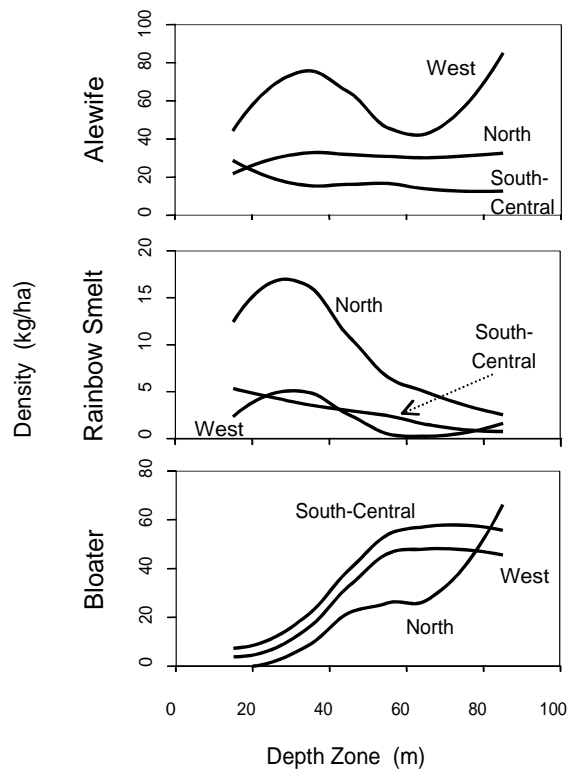 Density (kg/ha)
Alewife
100
80
60
40
20
0
West
North
South-
Central
Rainbow Smelt
20
15
10
5
0
North
South-
Central
West
Bloater
80
60
40
20
0
South-Central
West
North
0 20 40 60 80 100
Depth Zone (m)